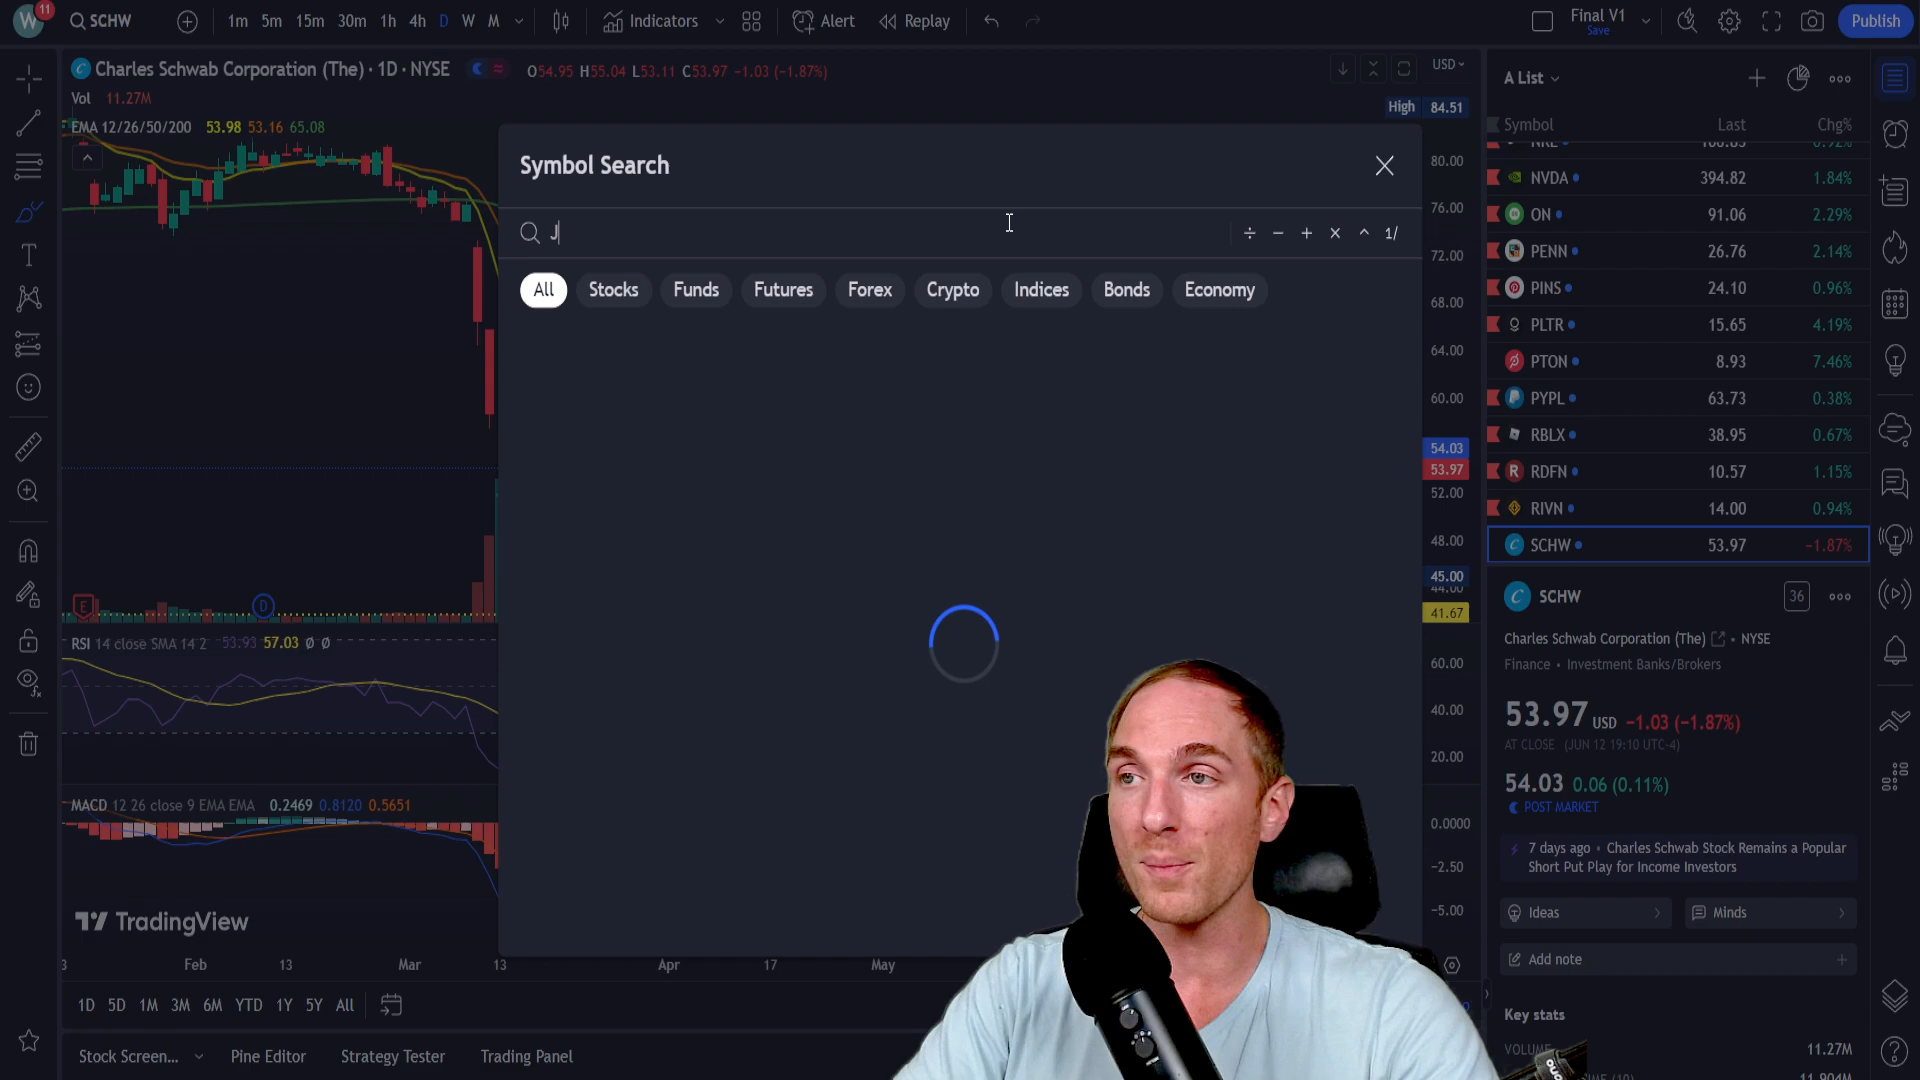 W 11 SCHW 1m 5m 15m 30m 1h 4h D W M Indicators Alert Replay Final V1 Save Publish
Charles Schwab Corporation (The) · 1D · NYSE O54.95 H55.04 L53.11 C53.97 −1.03 (−1.87%) USD
Vol 11.27M
High 84.51
EMA 12/26/50/200 53.98 53.16 65.08
80.00
76.00
72.00
68.00
64.00
60.00
54.03
53.97
52.00
48.00
45.00
44.00
41.67
60.00
40.00
20.00
0.0000
−2.50
−5.00
Symbol Search
J
÷ − + × ^ 1/
All Stocks Funds Futures Forex Crypto Indices Bonds Economy
E D
RSI 14 close SMA 14 2 53.93 57.03 Ø Ø
MACD 12 26 close 9 EMA EMA 0.2469 0.8120 0.5651
TradingView
Feb 13 Mar 13 Apr 17 May
1D 5D 1M 3M 6M YTD 1Y 5Y All
Stock Screen... Pine Editor Strategy Tester Trading Panel
A List
Symbol Last Chg%
NVDA 394.82 1.84%
ON 91.06 2.29%
PENN 26.76 2.14%
PINS 24.10 0.96%
PLTR 15.65 4.19%
PTON 8.93 7.46%
PYPL 63.73 0.38%
RBLX 38.95 0.67%
R RDFN 10.57 1.15%
RIVN 14.00 0.94%
SCHW 53.97 −1.87%
SCHW 36
Charles Schwab Corporation (The) • NYSE
Finance • Investment Banks/Brokers
53.97 USD −1.03 (−1.87%)
AT CLOSE (JUN 12 19:10 UTC-4)
54.03 0.06 (0.11%)
POST MARKET
7 days ago • Charles Schwab Stock Remains a Popular
Short Put Play for Income Investors
Ideas Minds
Add note
Key stats
VOLUME 11.27M